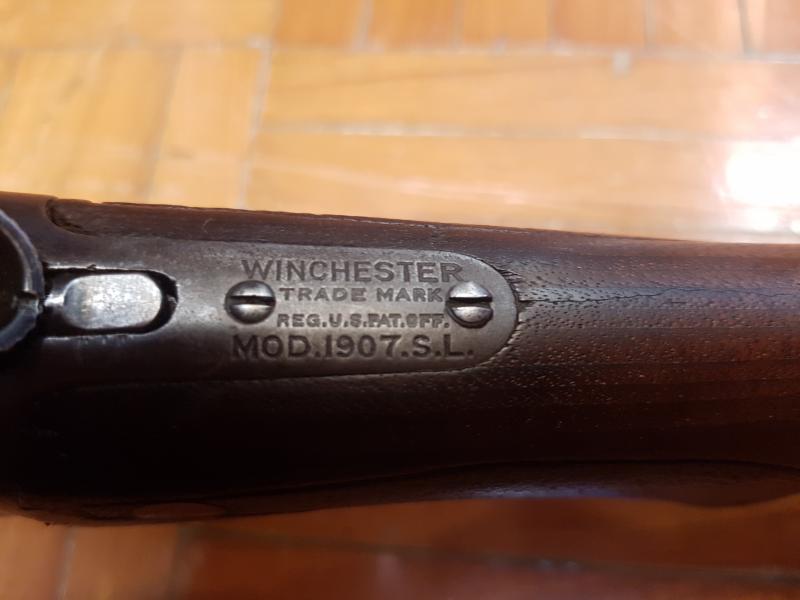 WINCHESTER
TRADE MARK
REG. U.S. PAT. OFF.
MOD. 1907. S.L.